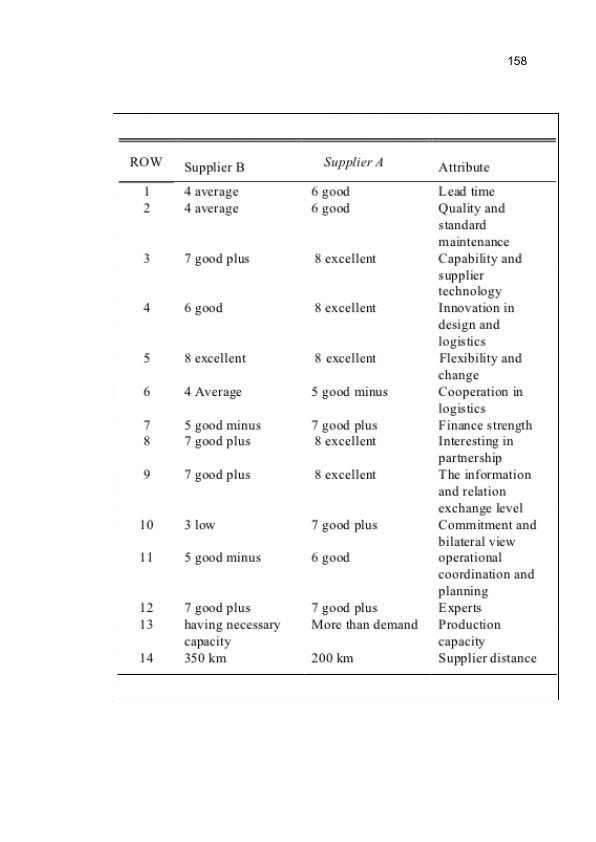 158
ROW Supplier B Supplier A Attribute
1 4 average 6 good Lead time
2 4 average 6 good Quality and
standard
maintenance
3 7 good plus 8 excellent Capability and
supplier
technology
4 6 good 8 excellent Innovation in
design and
logistics
5 8 excellent 8 excellent Flexibility and
change
6 4 Average 5 good minus Cooperation in
logistics
7 5 good minus 7 good plus Finance strength
8 7 good plus 8 excellent Interesting in
partnership
9 7 good plus 8 excellent The information
and relation
exchange level
10 3 low 7 good plus Commitment and
bilateral view
11 5 good minus 6 good operational
coordination and
planning
12 7 good plus 7 good plus Experts
13 having necessary More than demand Production
capacity capacity
14 350 km 200 km Supplier distance